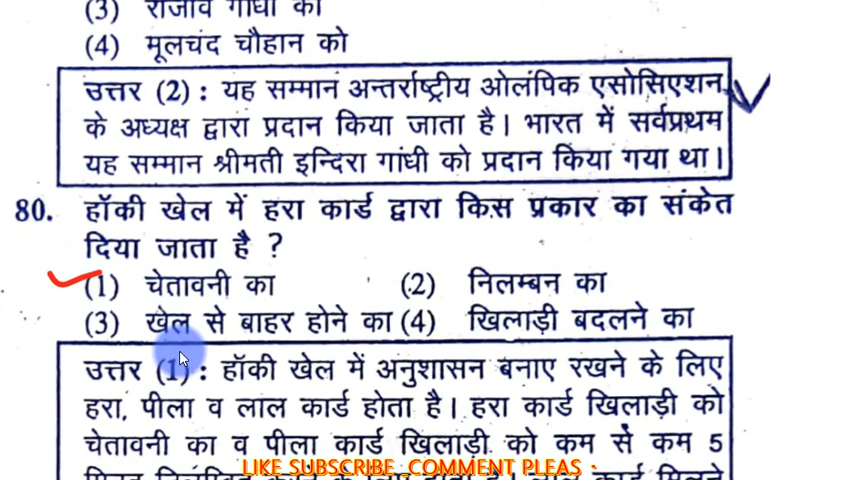 (3) राजीव गांधी को
(4) मूलचंद चौहान को
उत्तर (2) : यह सम्मान अन्तर्राष्ट्रीय ओलंपिक एसोसिएशन
के अध्यक्ष द्वारा प्रदान किया जाता है। भारत में सर्वप्रथम
यह सम्मान श्रीमती इन्दिरा गांधी को प्रदान किया गया था।
80. हॉकी खेल में हरा कार्ड द्वारा किस प्रकार का संकेत
दिया जाता है ?
(1) चेतावनी का (2) निलम्बन का
(3) खेल से बाहर होने का (4) खिलाड़ी बदलने का
उत्तर (1) : हॉकी खेल में अनुशासन बनाए रखने के लिए
हरा, पीला व लाल कार्ड होता है। हरा कार्ड खिलाड़ी को
चेतावनी का व पीला कार्ड खिलाड़ी को कम से कम 5
LIKE SUBSCRIBE COMMENT PLEAS